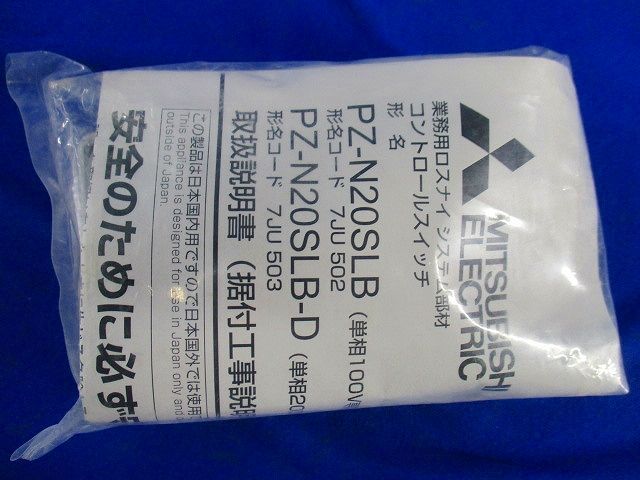 MITSUBISHI
ELECTRIC
業務用ロスナイ システム部材
コントロールスイッチ
形 名
PZ-N20SLB (単相100V
形名コード 7JU 502
PZ-N20SLB-D (単相20
形名コード 7JU 503
取扱説明書 (据付工事説明
この製品は日本国内用ですので日本国外では使用
This appliance is designed for use in Japan only and
outside of Japan.
安全のために必ず